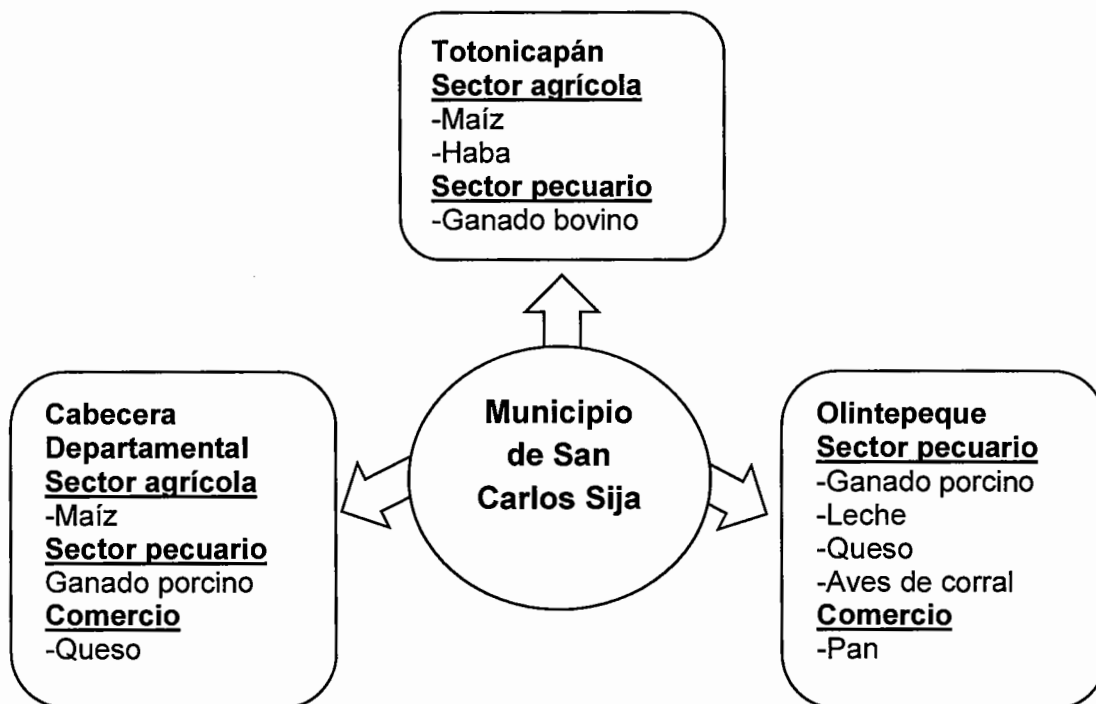 Totonicapán
Sector agrícola
-Maíz
-Haba
Sector pecuario
-Ganado bovino
Municipio
de San
Carlos Sija
Cabecera
Departamental
Sector agrícola
-Maíz
Sector pecuario
Ganado porcino
Comercio
-Queso
Olintepeque
Sector pecuario
-Ganado porcino
-Leche
-Queso
-Aves de corral
Comercio
-Pan